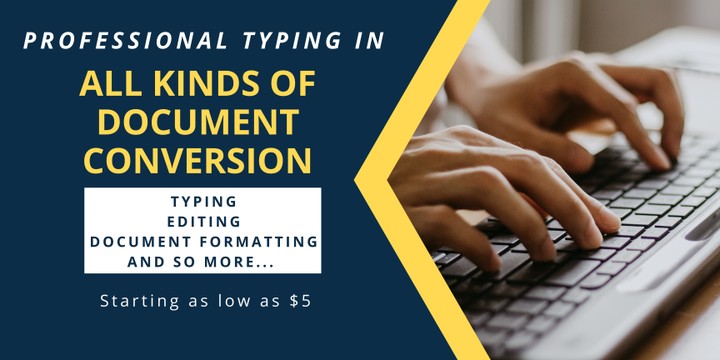 PROFESSIONAL TYPING IN
ALL KINDS OF
DOCUMENT
CONVERSION
TYPING
EDITING
DOCUMENT FORMATTING
AND SO MORE...
Starting as low as $5